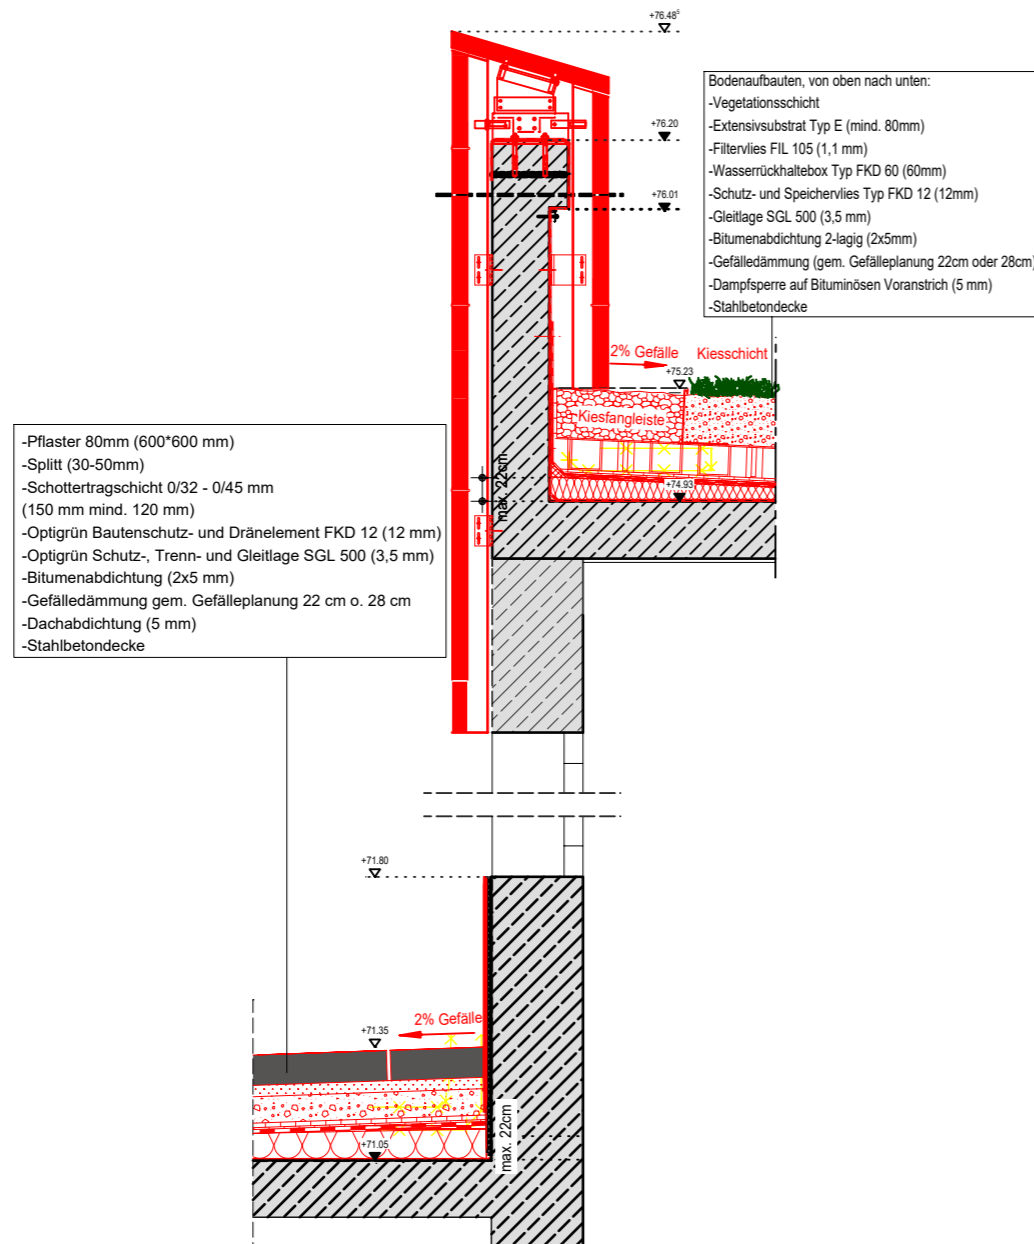 +76.48⁵
Bodenaufbauten, von oben nach unten:
-Vegetationsschicht
-Extensivsubstrat Typ E (mind. 80mm)
-Filtervlies FIL 105 (1,1 mm)
-Wasserrückhaltebox Typ FKD 60 (60mm)
-Schutz- und Speichervlies Typ FKD 12 (12mm)
-Gleitlage SGL 500 (3,5 mm)
-Bitumenabdichtung 2-lagig (2x5mm)
-Gefälledämmung (gem. Gefälleplanung 22cm oder 28cm)
-Dampfsperre auf Bituminösen Voranstrich (5 mm)
-Stahlbetondecke
+76.20
+76.01
2% Gefälle
Kiesschicht
+75.23
Kiesfangleiste
+74.93
max. 22cm
-Pflaster 80mm (600*600 mm)
-Splitt (30-50mm)
-Schottertragschicht 0/32 - 0/45 mm
(150 mm mind. 120 mm)
-Optigrün Bautenschutz- und Dränelement FKD 12 (12 mm)
-Optigrün Schutz-, Trenn- und Gleitlage SGL 500 (3,5 mm)
-Bitumenabdichtung (2x5 mm)
-Gefälledämmung gem. Gefälleplanung 22 cm o. 28 cm
-Dachabdichtung (5 mm)
-Stahlbetondecke
+71.80
2% Gefälle
+71.35
+71.05
max. 22cm